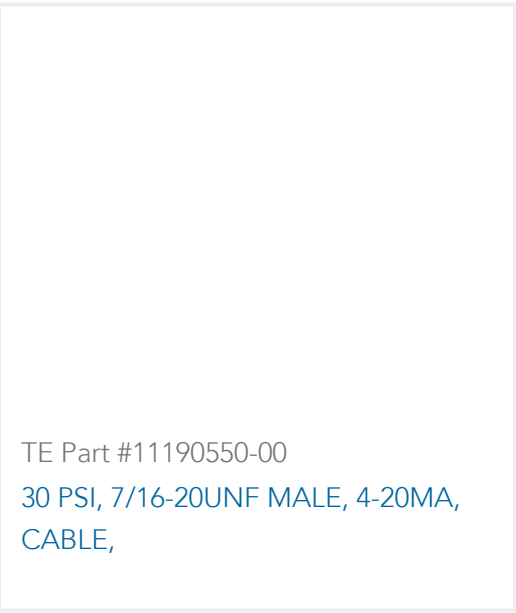 TE Part #11190550-00
30 PSI, 7/16-20UNF MALE, 4-20MA,
CABLE,